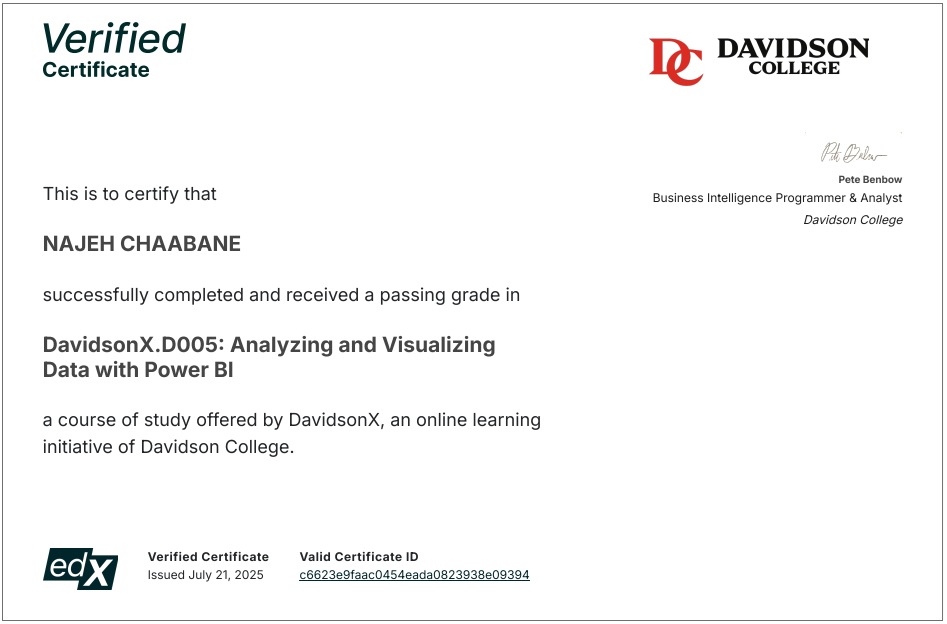 Verified
Certificate
DAVIDSON
COLLEGE
Pete Benbow
Business Intelligence Programmer & Analyst
Davidson College
This is to certify that
NAJEH CHAABANE
successfully completed and received a passing grade in
DavidsonX.D005: Analyzing and Visualizing
Data with Power BI
a course of study offered by DavidsonX, an online learning
initiative of Davidson College.
edX
Verified Certificate
Issued July 21, 2025
Valid Certificate ID
c6623e9faac0454eada0823938e09394